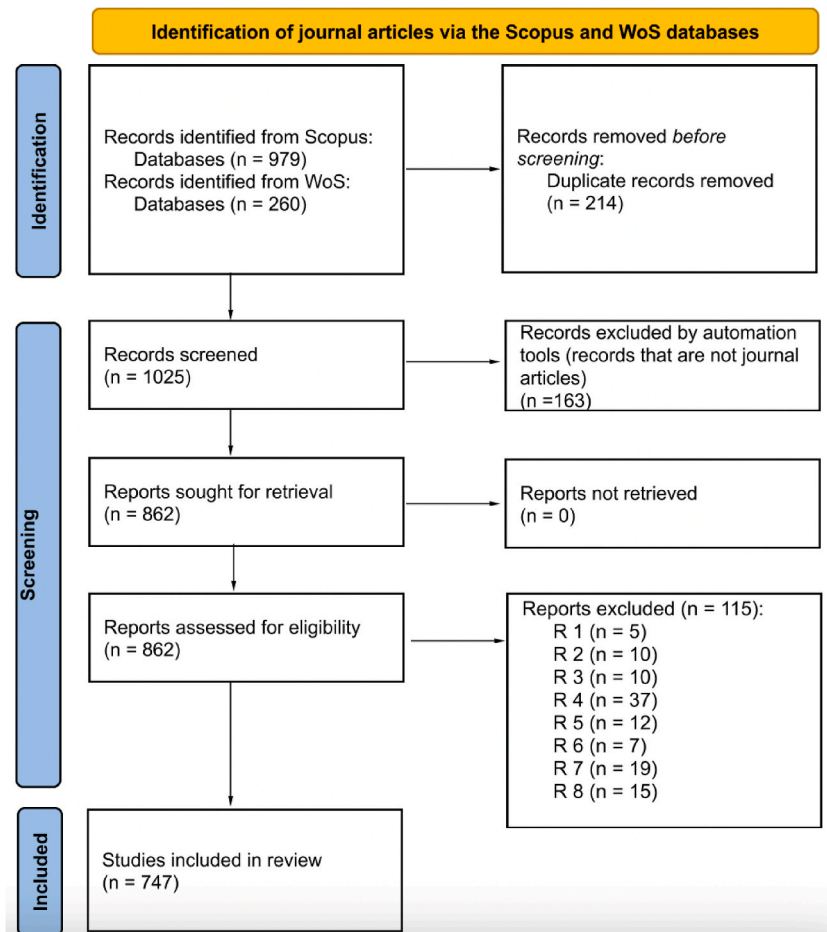 Identification of journal articles via the Scopus and WoS databases
Identification
Records identified from Scopus:
Databases (n = 979)
Records identified from WoS:
Databases (n = 260)
Records removed before
screening:
Duplicate records removed
(n = 214)
Screening
Records screened
(n = 1025)
Records excluded by automation
tools (records that are not journal
articles)
(n =163)
Reports sought for retrieval
(n = 862)
Reports not retrieved
(n = 0)
Reports assessed for eligibility
(n = 862)
Reports excluded (n = 115):
R 1 (n = 5)
R 2 (n = 10)
R 3 (n = 10)
R 4 (n = 37)
R 5 (n = 12)
R 6 (n = 7)
R 7 (n = 19)
R 8 (n = 15)
Included
Studies included in review
(n = 747)